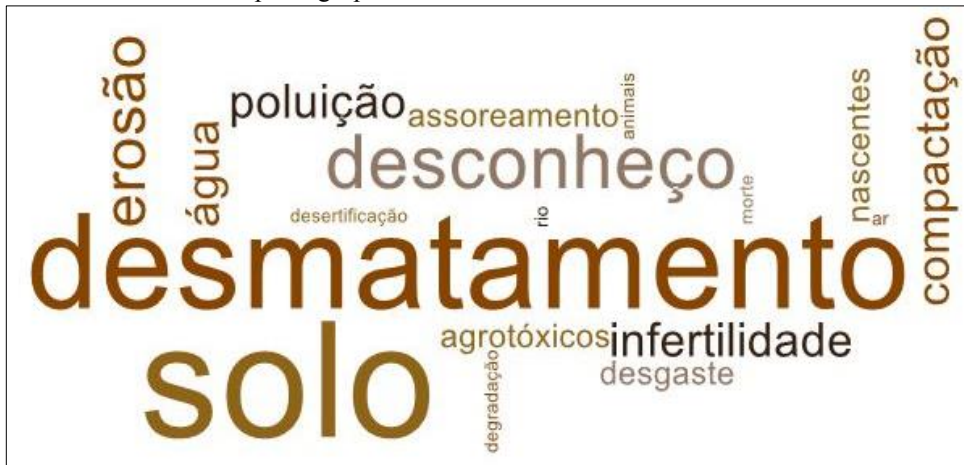 erosão
água
poluição
assoreamento
animais
desconheço
nascentes
compactação
desertificação
rio
morte
ar
desmatamento
solo
agrotóxicos
infertilidade
degradação
desgaste